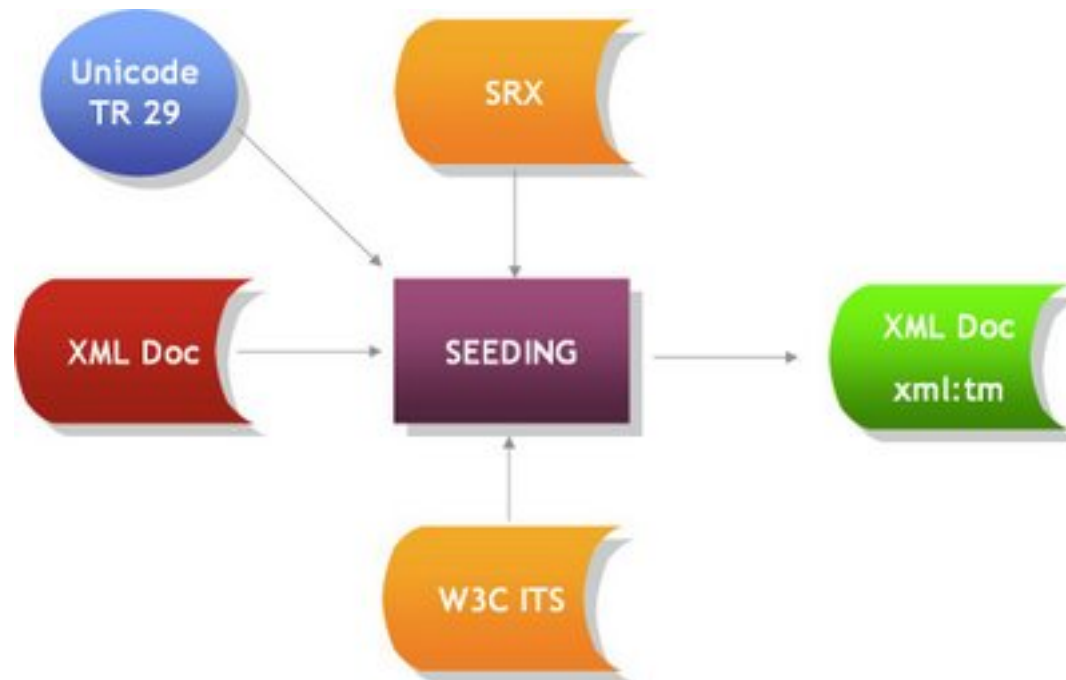 Unicode
TR 29
SRX
XML Doc
SEEDING
XML Doc
xml:tm
W3C ITS